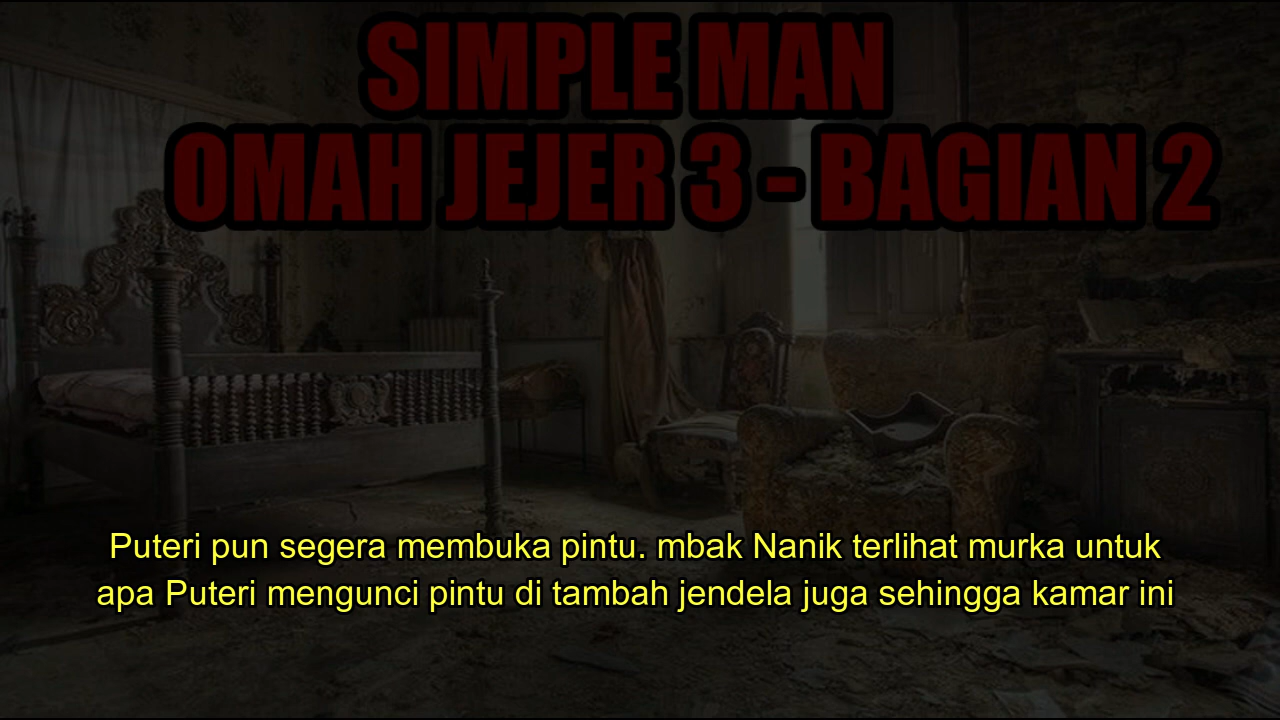 SIMPLE MAN
OMAH JEJER 3 - BAGIAN 2
Puteri pun segera membuka pintu. mbak Nanik terlihat murka untuk
apa Puteri mengunci pintu di tambah jendela juga sehingga kamar ini